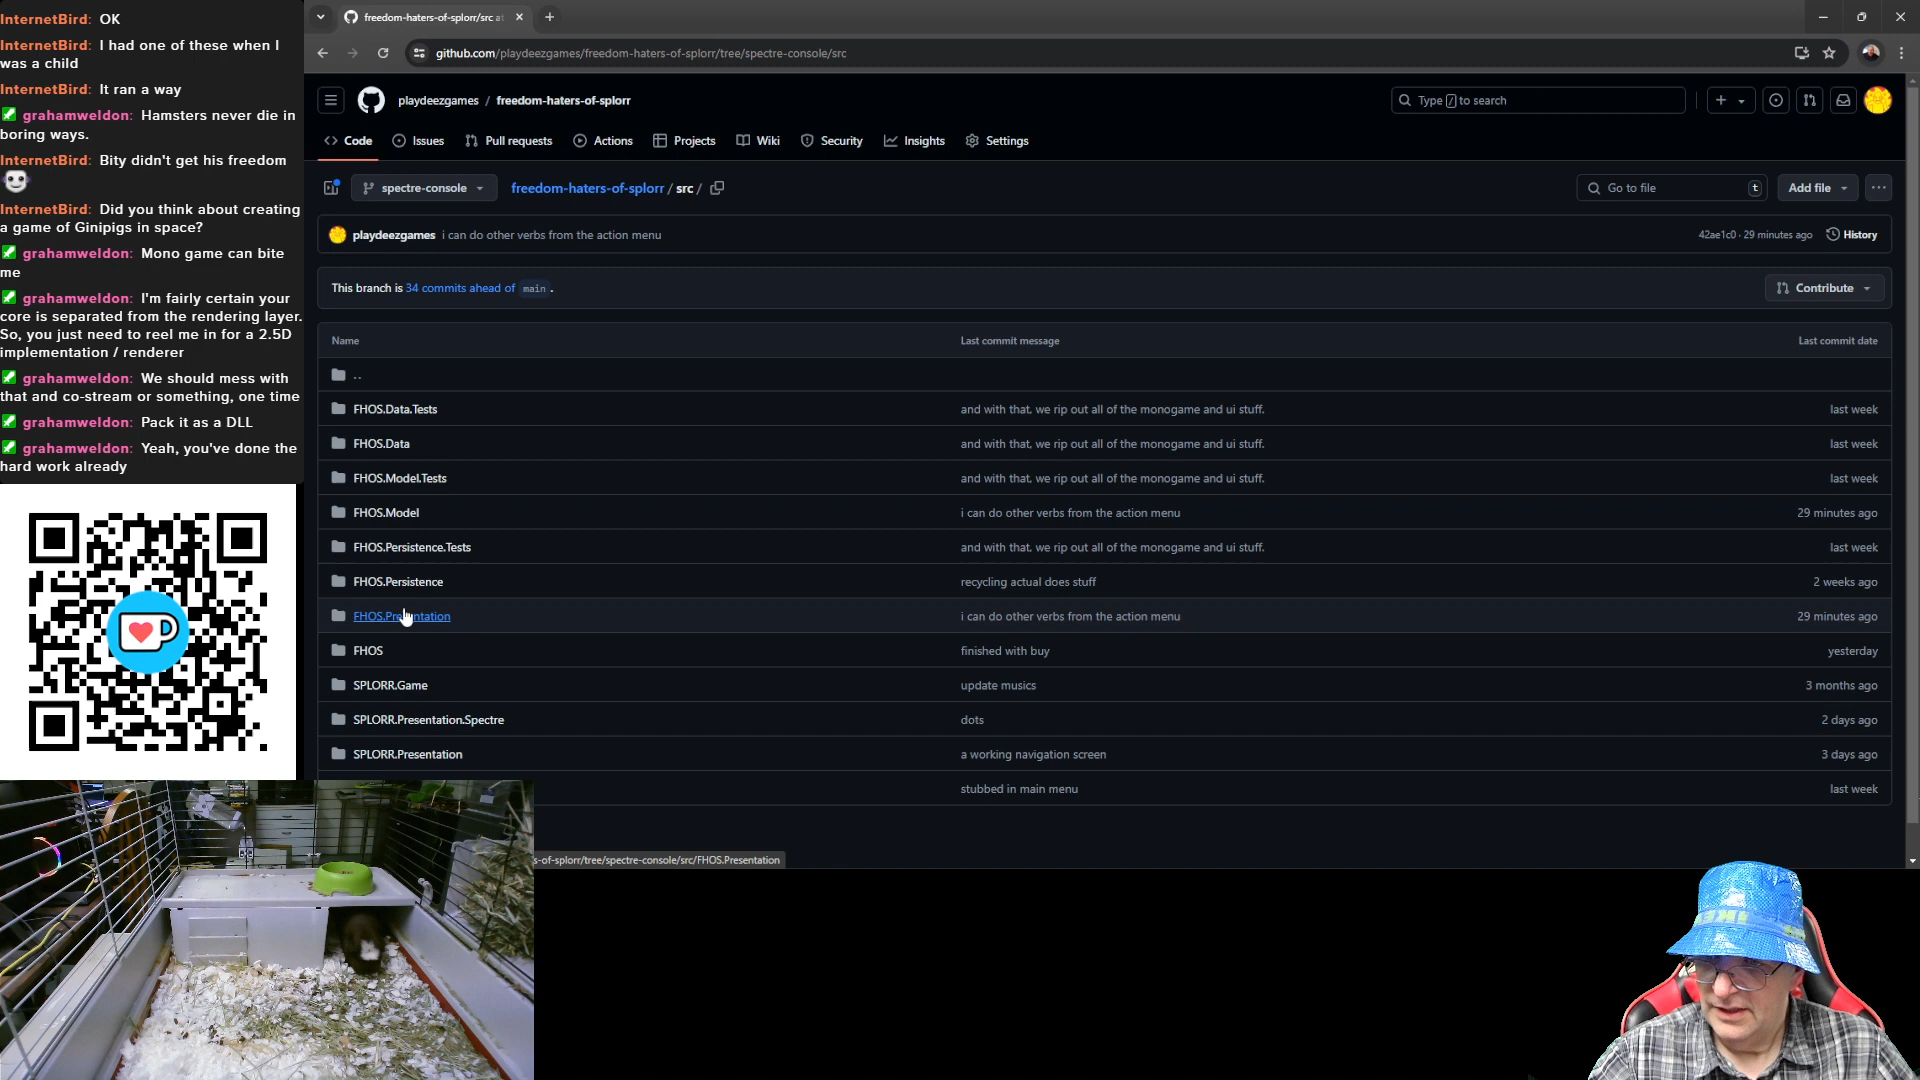 InternetBird: OK
InternetBird: I had one of these when I
was a child
InternetBird: It ran a way
grahamweldon: Hamsters never die in
boring ways.
InternetBird: Bity didn't get his freedom
InternetBird: Did you think about creating
a game of Ginipigs in space?
grahamweldon: Mono game can bite
me
grahamweldon: I'm fairly certain your
core is separated from the rendering layer.
So, you just need to reel me in for a 2.5D
implementation / renderer
grahamweldon: We should mess with
that and co-stream or something, one time
grahamweldon: Pack it as a DLL
grahamweldon: Yeah, you've done the
hard work already
freedom-haters-of-splorr/src a
github.com/playdeezgames/freedom-haters-of-splorr/tree/spectre-console/src
playdeezgames / freedom-haters-of-splorr
Type / to search
Code Issues Pull requests Actions Projects Wiki Security Insights Settings
spectre-console freedom-haters-of-splorr / src /
Go to file t Add file
playdeezgames i can do other verbs from the action menu 42ae1c0 · 29 minutes ago History
This branch is 34 commits ahead of main . Contribute
Name Last commit message Last commit date
..
FHOS.Data.Tests and with that, we rip out all of the monogame and ui stuff. last week
FHOS.Data and with that, we rip out all of the monogame and ui stuff. last week
FHOS.Model.Tests and with that, we rip out all of the monogame and ui stuff. last week
FHOS.Model i can do other verbs from the action menu 29 minutes ago
FHOS.Persistence.Tests and with that, we rip out all of the monogame and ui stuff. last week
FHOS.Persistence recycling actual does stuff 2 weeks ago
FHOS.Presentation i can do other verbs from the action menu 29 minutes ago
FHOS finished with buy yesterday
SPLORR.Game update musics 3 months ago
SPLORR.Presentation.Spectre dots 2 days ago
SPLORR.Presentation a working navigation screen 3 days ago
stubbed in main menu last week
s-of-splorr/tree/spectre-console/src/FHOS.Presentation
IKEA